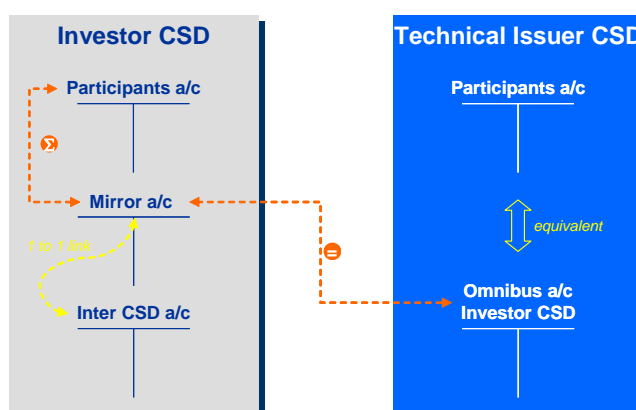 Investor CSD
Participants a/c
Σ
Mirror a/c
1 to 1 link
Inter CSD a/c
=
Technical Issuer CSD
Participants a/c
equivalent
Omnibus a/c
Investor CSD